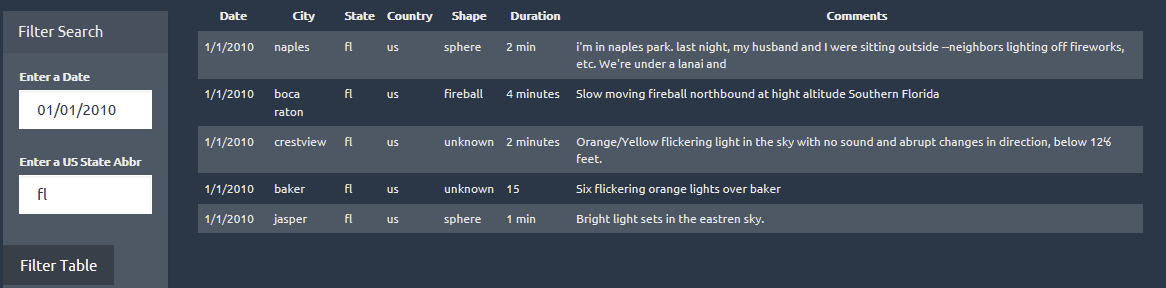 Filter Search
Enter a Date
01/01/2010
Enter a US State Abbr
fl
Filter Table
Date City State Country Shape Duration Comments
1/1/2010 naples fl us sphere 2 min i'm in naples park. last night, my husband and I were sitting outside --neighbors lighting off fireworks,
etc. We're under a lanai and
1/1/2010 boca fl us fireball 4 minutes Slow moving fireball northbound at hight altitude Southern Florida
raton
1/1/2010 crestview fl us unknown 2 minutes Orange/Yellow flickering light in the sky with no sound and abrupt changes in direction, below
feet.
1/1/2010 baker fl us unknown 15 Six flickering orange lights over baker
1/1/2010 jasper fl us sphere 1 min Bright light sets in the eastren sky.